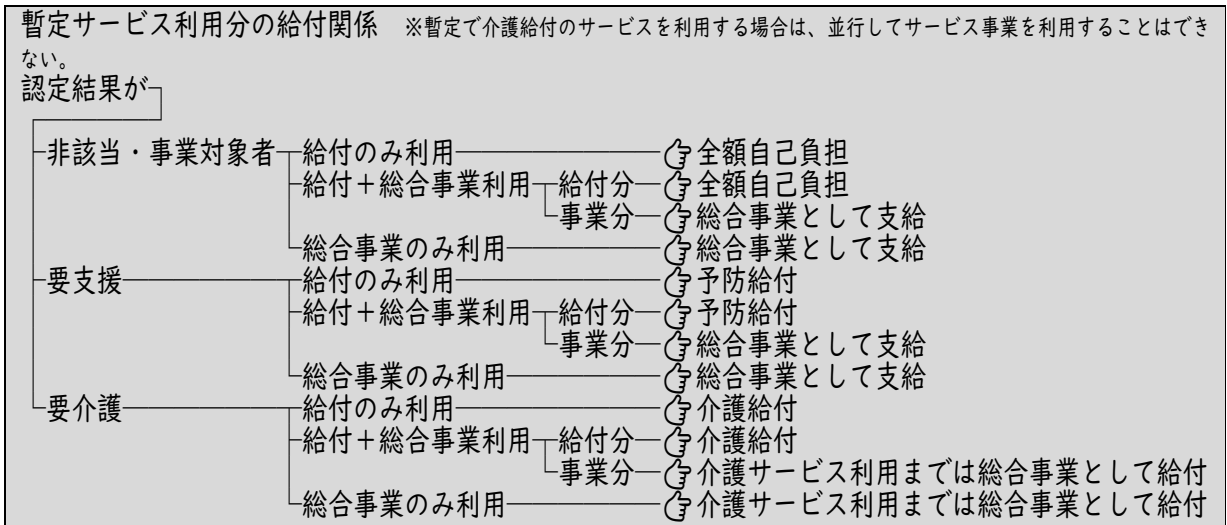 暫定サービス利用分の給付関係　※暫定で介護給付のサービスを利用する場合は、並行してサービス事業を利用することはでき
ない。
認定結果が
非該当・事業対象者 給付のみ利用 全額自己負担
給付＋総合事業利用 給付分 全額自己負担
事業分 総合事業として支給
総合事業のみ利用 総合事業として支給
要支援 給付のみ利用 予防給付
給付＋総合事業利用 給付分 予防給付
事業分 総合事業として支給
総合事業のみ利用 総合事業として支給
要介護 給付のみ利用 介護給付
給付＋総合事業利用 給付分 介護給付
事業分 介護サービス利用までは総合事業として給付
総合事業のみ利用 介護サービス利用までは総合事業として給付